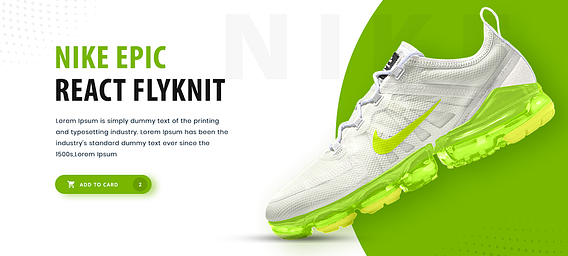 NIKE
NIKE EPIC
REACT FLYKNIT
Lorem Ipsum is simply dummy text of the printing
and typesetting industry. Lorem Ipsum has been the
industry's standard dummy text ever since the
1500s,Lorem Ipsum
ADD TO CARD 2